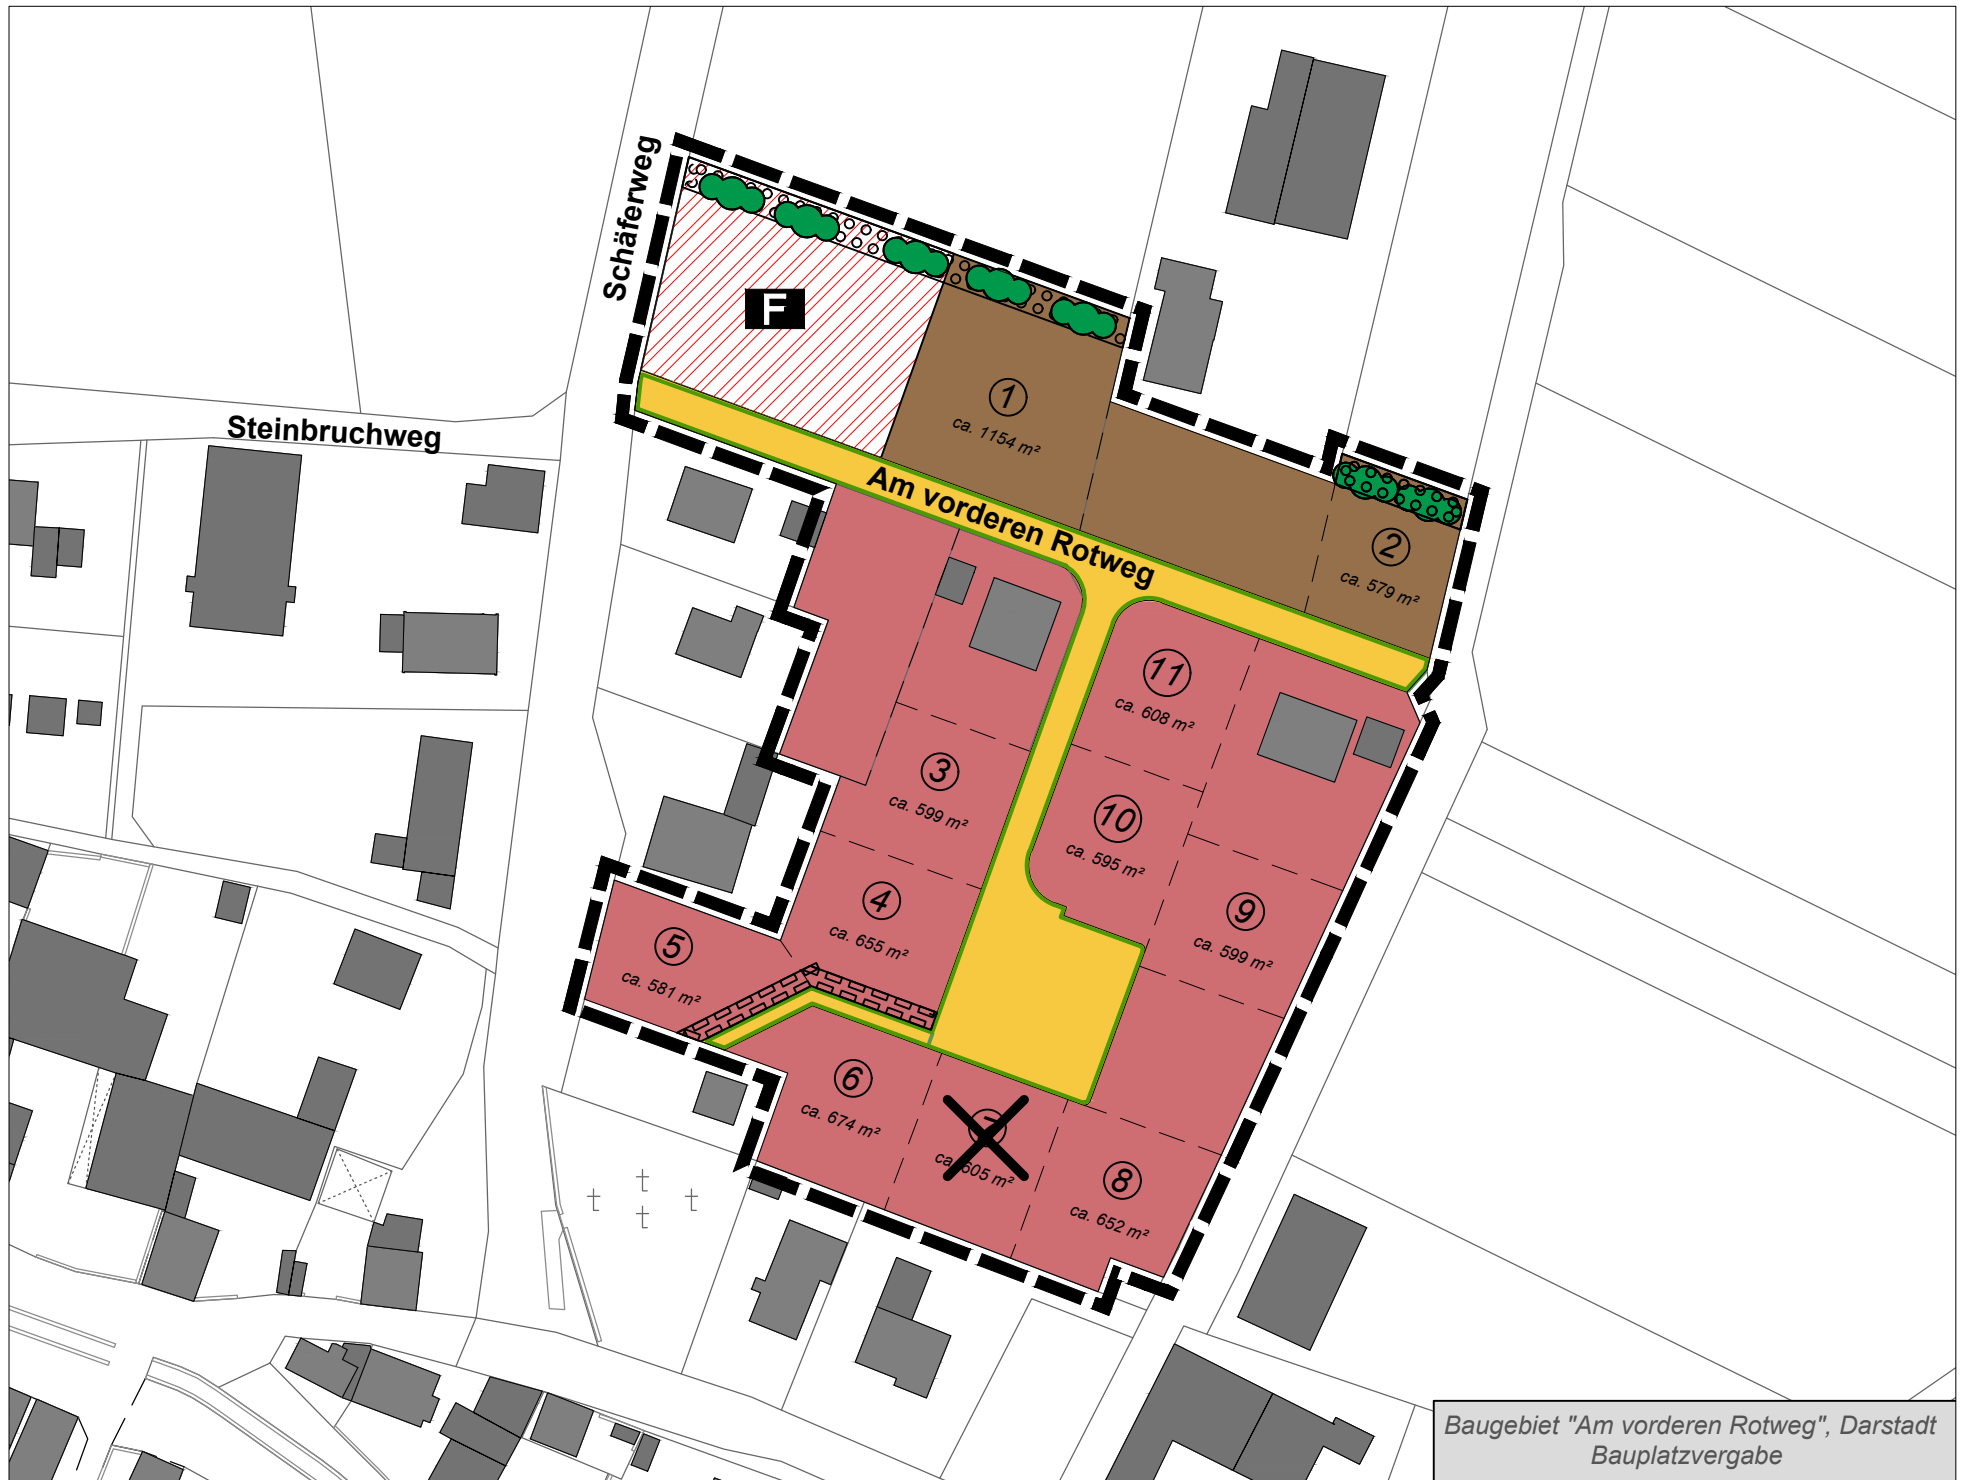 Schäferweg
F
Steinbruchweg
1
ca. 1154 m²
Am vorderen Rotweg
2
ca. 579 m²
11
ca. 608 m²
3
ca. 599 m²
10
ca. 595 m²
4
ca. 655 m²
9
ca. 599 m²
5
ca. 581 m²
6
ca. 674 m²
7
ca. 605 m²
8
ca. 652 m²
Baugebiet "Am vorderen Rotweg", Darstadt
Bauplatzvergabe